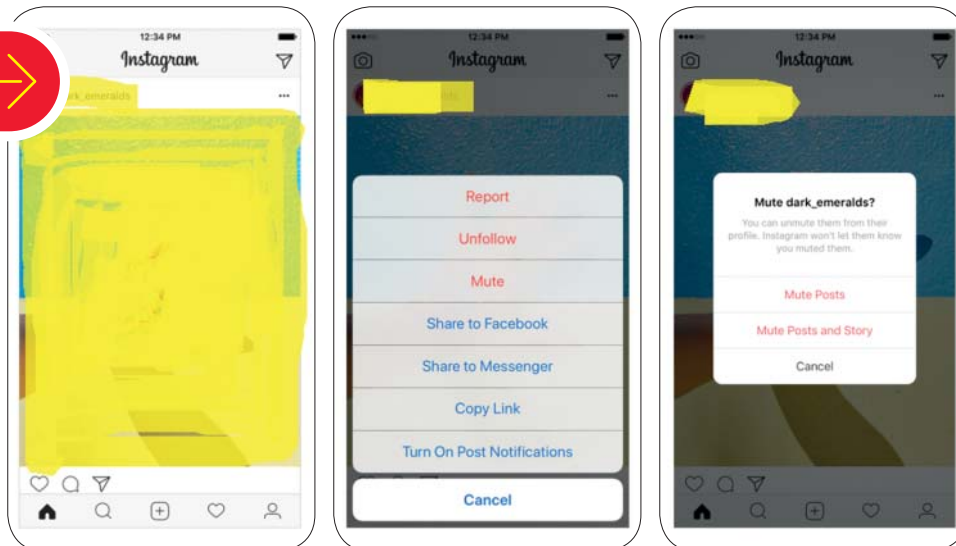 12:34 PM
Instagram
dark_emeralds
12:34 PM
Instagram
Report
Unfollow
Mute
Share to Facebook
Share to Messenger
Copy Link
Turn On Post Notifications
Cancel
12:34 PM
Instagram
Mute dark_emeralds?
You can unmute them from their
profile. Instagram won't let them know
you muted them.
Mute Posts
Mute Posts and Story
Cancel